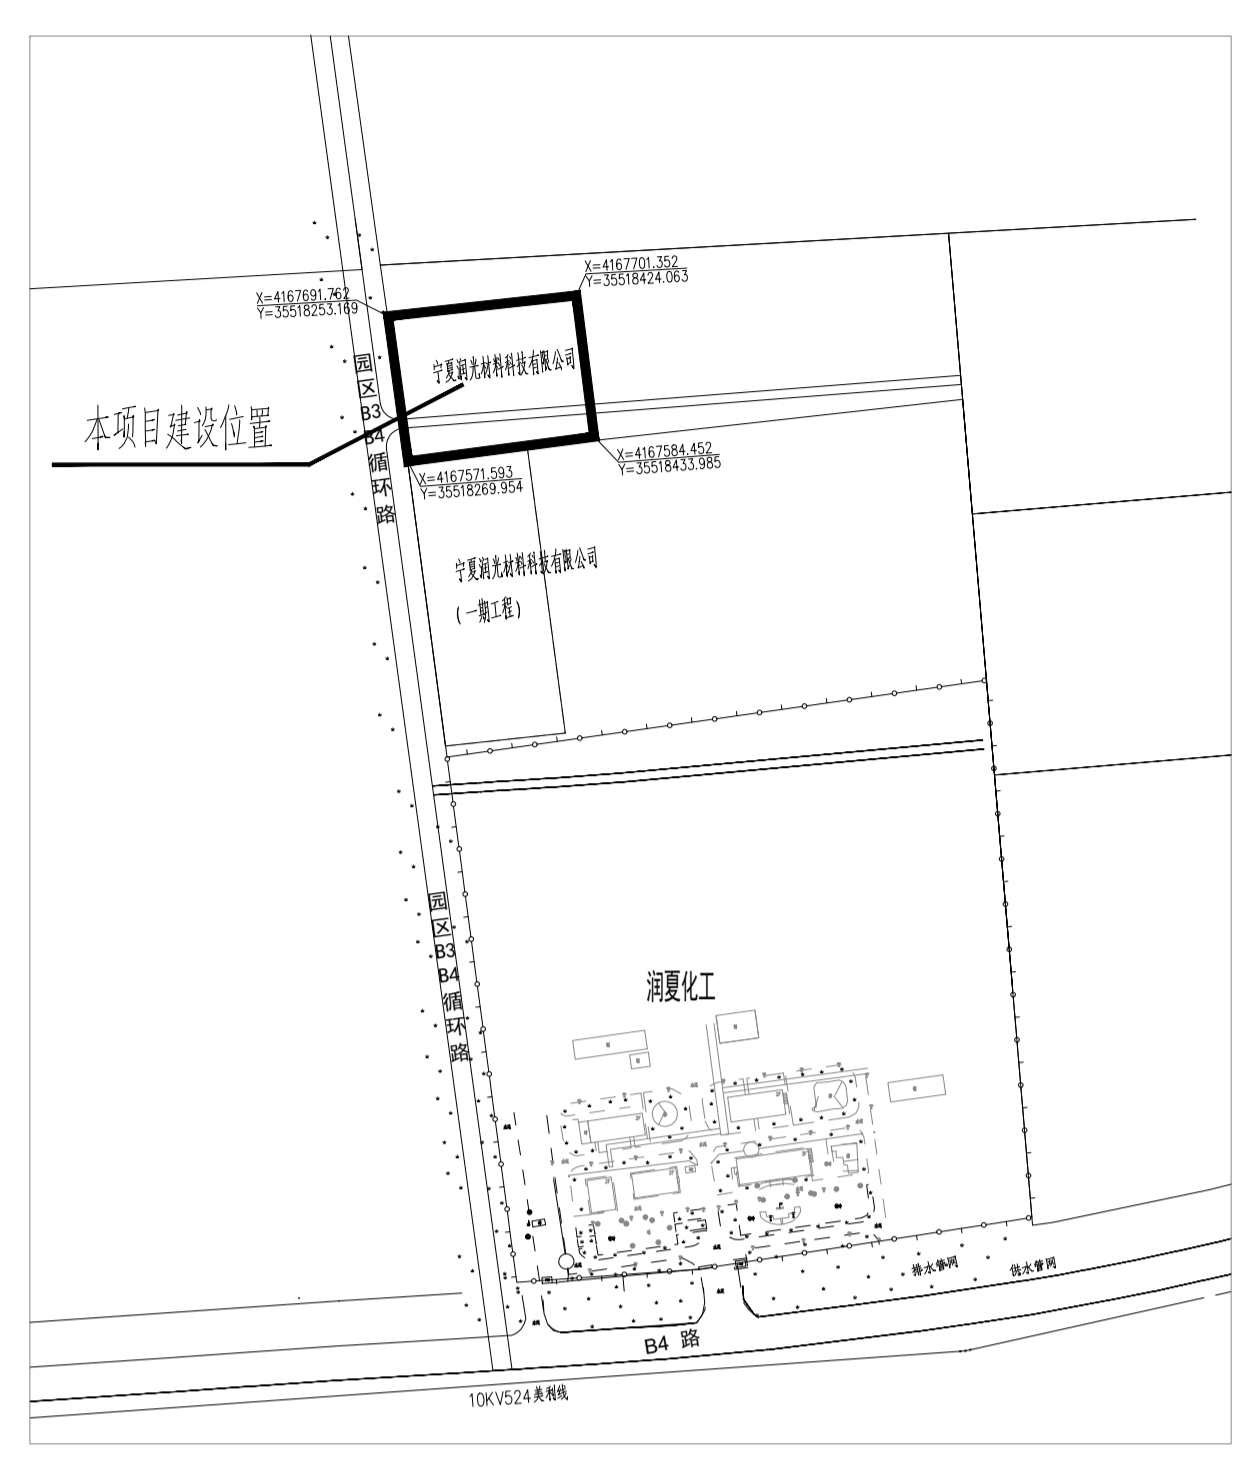 X=4167701.352
Y=35518424.063
X=4167691.762
Y=35518253.169
宁夏润光材料科技有限公司
园
区
B3
B4
循
环
路
本项目建设位置
X=4167584.452
Y=35518433.985
X=4167571.593
Y=35518269.954
宁夏润光材料科技有限公司
(一期工程)
园
区
B3
B4
循
环
路
润夏化工
排水管网
供水管网
B4 路
10KV524美利线